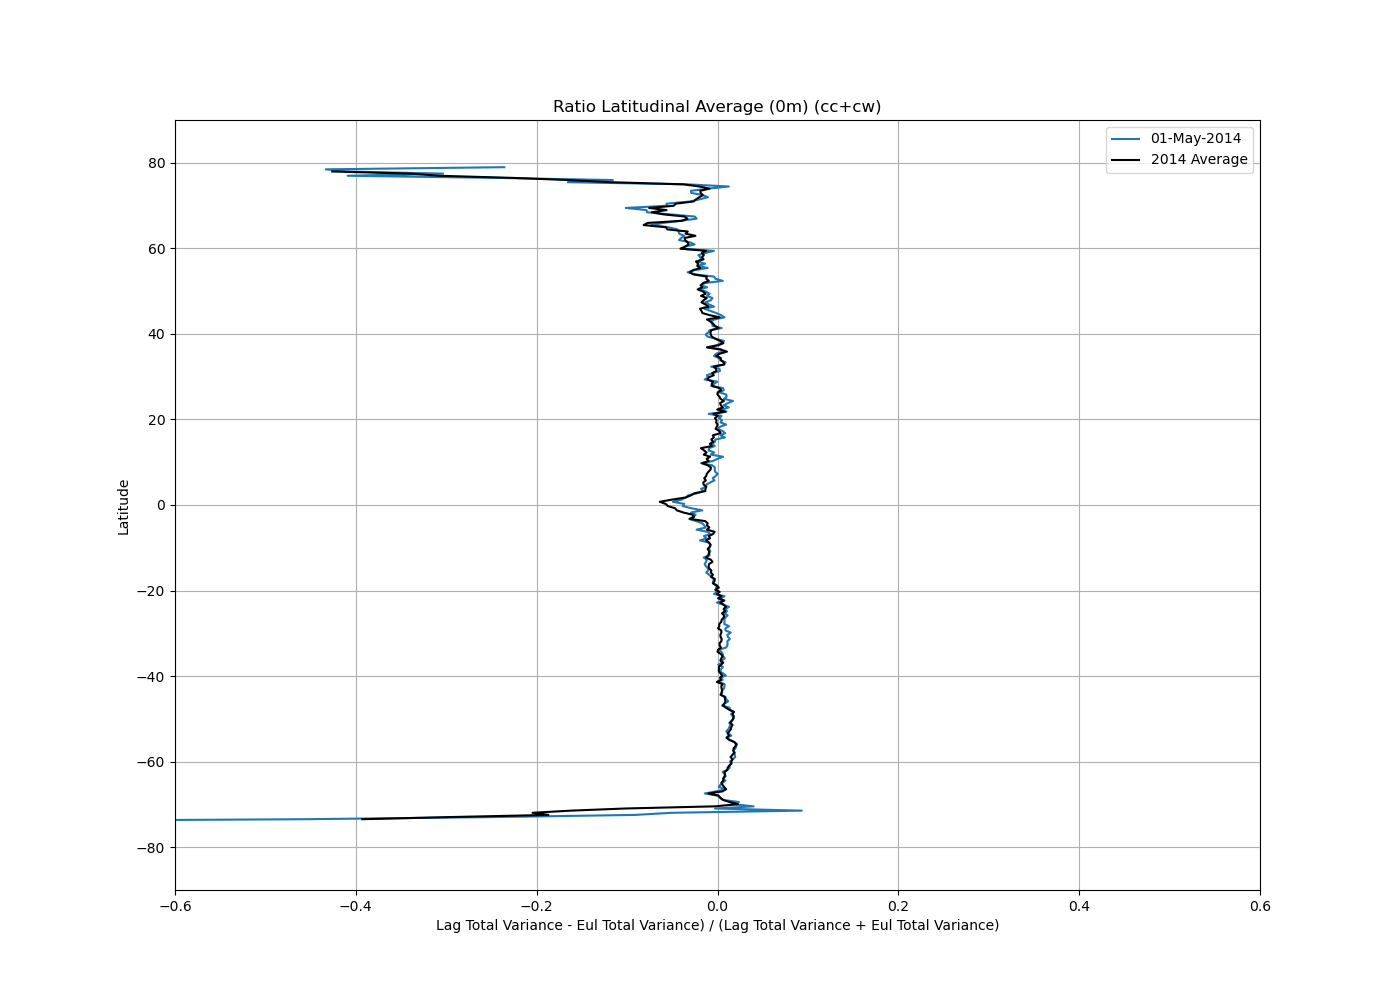 Ratio Latitudinal Average (0m) (cc+cw)
01-May-2014
2014 Average
80
60
40
20
0
−20
−40
−60
−80
Latitude
−0.6 −0.4 −0.2 0.0 0.2 0.4 0.6
Lag Total Variance - Eul Total Variance) / (Lag Total Variance + Eul Total Variance)